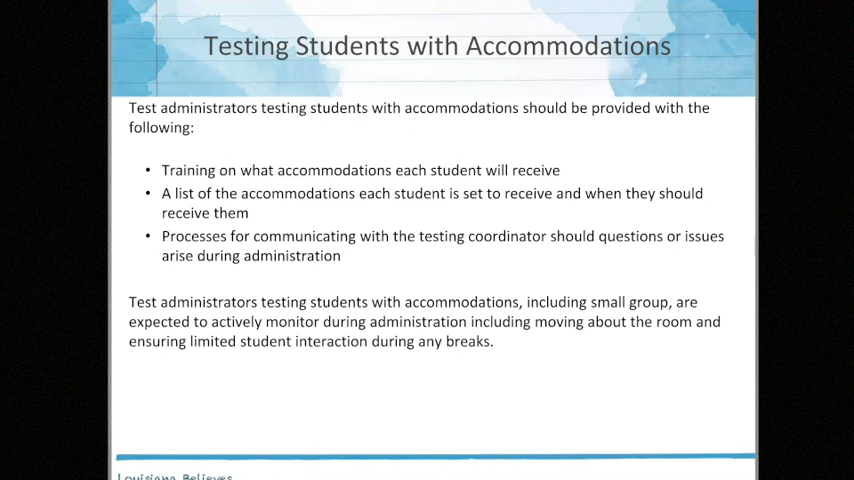 Testing Students with Accommodations
Test administrators testing students with accommodations should be provided with the
following:
• Training on what accommodations each student will receive
• A list of the accommodations each student is set to receive and when they should
receive them
• Processes for communicating with the testing coordinator should questions or issues
arise during administration
Test administrators testing students with accommodations, including small group, are
expected to actively monitor during administration including moving about the room and
ensuring limited student interaction during any breaks.
Louisiana Believes